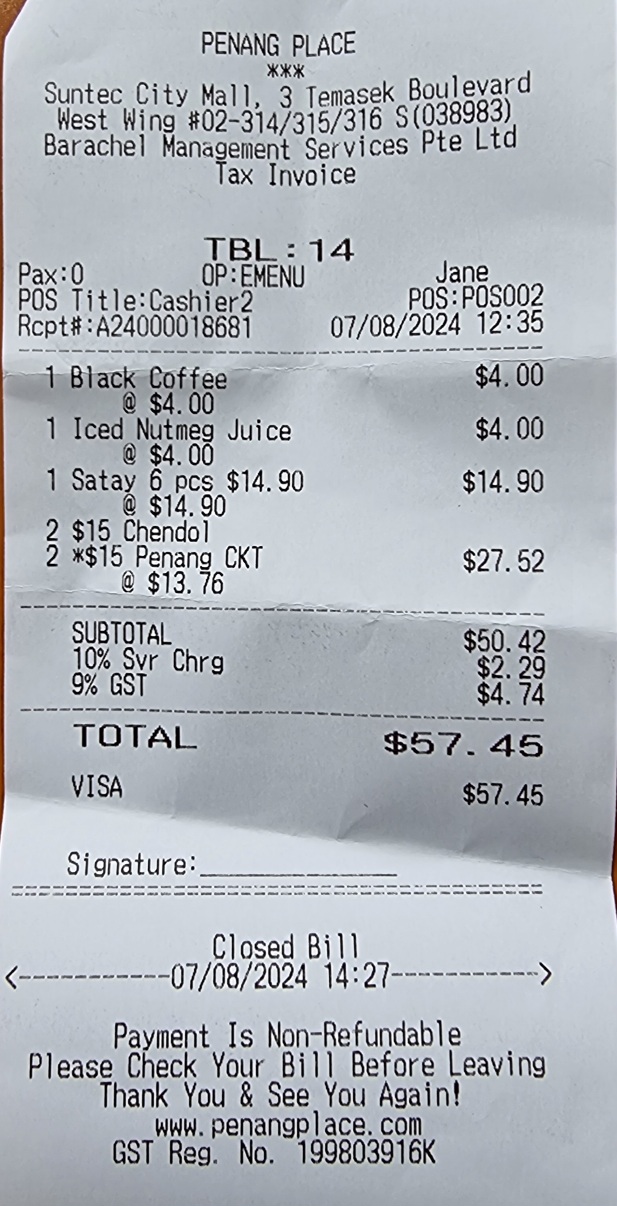 PENANG PLACE
***
Suntec City Mall, 3 Temasek Boulevard
West Wing #02-314/315/316 S(038983)
Barachel Management Services Pte Ltd
Tax Invoice
TBL:14
Pax:0 OP:EMENU Jane
POS Title:Cashier2 POS:POS002
Rcpt#:A24000018681 07/08/2024 12:35
1 Black Coffee $4.00
@ $4.00
1 Iced Nutmeg Juice $4.00
@ $4.00
1 Satay 6 pcs $14.90 $14.90
@ $14.90
2 $15 Chendol
2 *$15 Penang CKT $27.52
@ $13.76
SUBTOTAL $50.42
10% Svr Chrg $2.29
9% GST $4.74
TOTAL $57.45
VISA $57.45
Signature:_______________
Closed Bill
<-----------07/08/2024 14:27----------->
Payment Is Non-Refundable
Please Check Your Bill Before Leaving
Thank You & See You Again!
www.penangplace.com
GST Reg. No. 199803916K